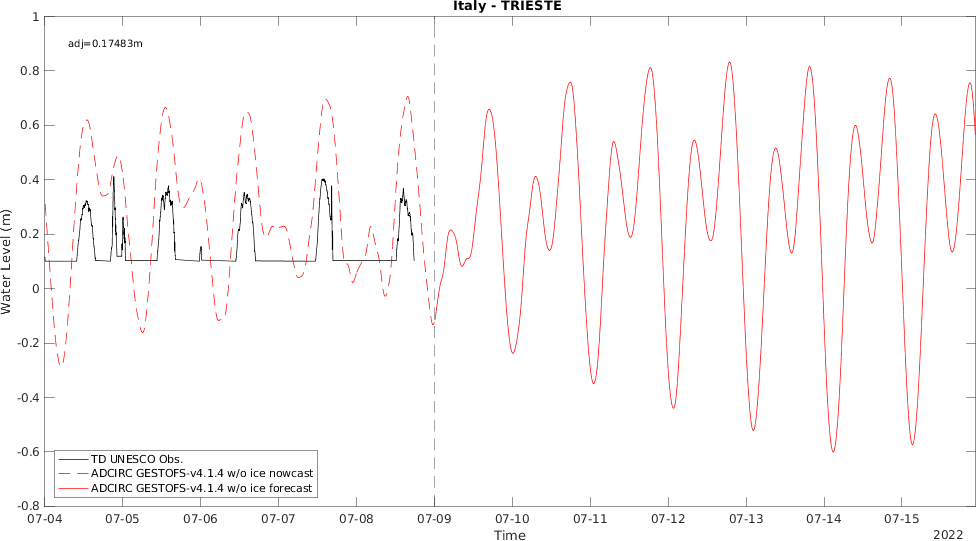 Italy - TRIESTE
adj=0.17483m
1
0.8
0.6
0.4
0.2
0
-0.2
-0.4
-0.6
-0.8
Water Level (m)
TD UNESCO Obs.
ADCIRC GESTOFS-v4.1.4 w/o ice nowcast
ADCIRC GESTOFS-v4.1.4 w/o ice forecast
07-04 07-05 07-06 07-07 07-08 07-09 07-10 07-11 07-12 07-13 07-14 07-15
Time
2022